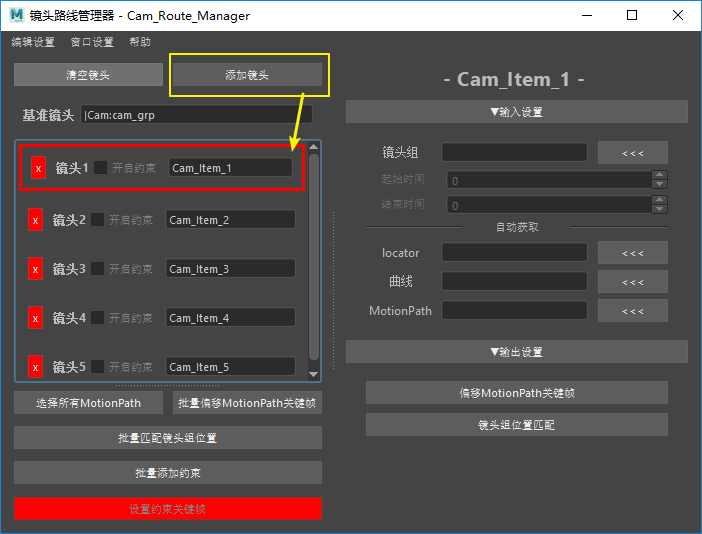 镜头路线管理器 - Cam_Route_Manager
编辑设置 窗口设置 帮助
清空镜头 添加镜头
基准镜头 |Cam:cam_grp
x 镜头1 开启约束 Cam_Item_1
x 镜头2 开启约束 Cam_Item_2
x 镜头3 开启约束 Cam_Item_3
x 镜头4 开启约束 Cam_Item_4
x 镜头5 开启约束 Cam_Item_5
选择所有MotionPath 批量偏移MotionPath关键帧
批量匹配镜头组位置
批量添加约束
设置约束关键帧
- Cam_Item_1 -
▼输入设置
镜头组 <<<
起始时间 0
结束时间 0
自动获取
locator <<<
曲线 <<<
MotionPath <<<
▼输出设置
偏移MotionPath关键帧
镜头组位置匹配